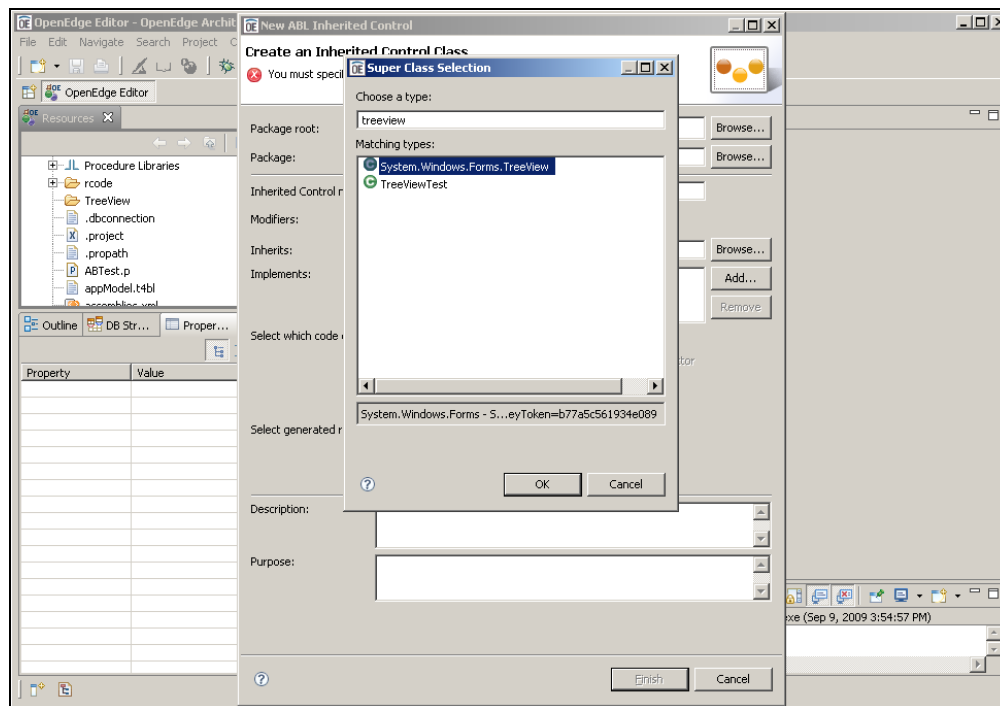 OpenEdge Editor - OpenEdge Archit
File Edit Navigate Search Project C
OpenEdge Editor
Resources
Procedure Libraries
rcode
TreeView
.dbconnection
.project
.propath
ABTest.p
appModel.t4bl
assemblies.xml
Outline
DB Str...
Proper...
Property Value
New ABL Inherited Control
Create an Inherited Control Class
You must speci
Package root:
Browse...
Package:
Browse...
Inherited Control r
Modifiers:
Inherits:
Browse...
Implements:
Add...
Remove
Select which code
tor
Select generated r
Description:
Purpose:
Finish
Cancel
Super Class Selection
Choose a type:
treeview
Matching types:
System.Windows.Forms.TreeView
TreeViewTest
System.Windows.Forms - S...eyToken=b77a5c561934e089
OK
Cancel
xe (Sep 9, 2009 3:54:57 PM)